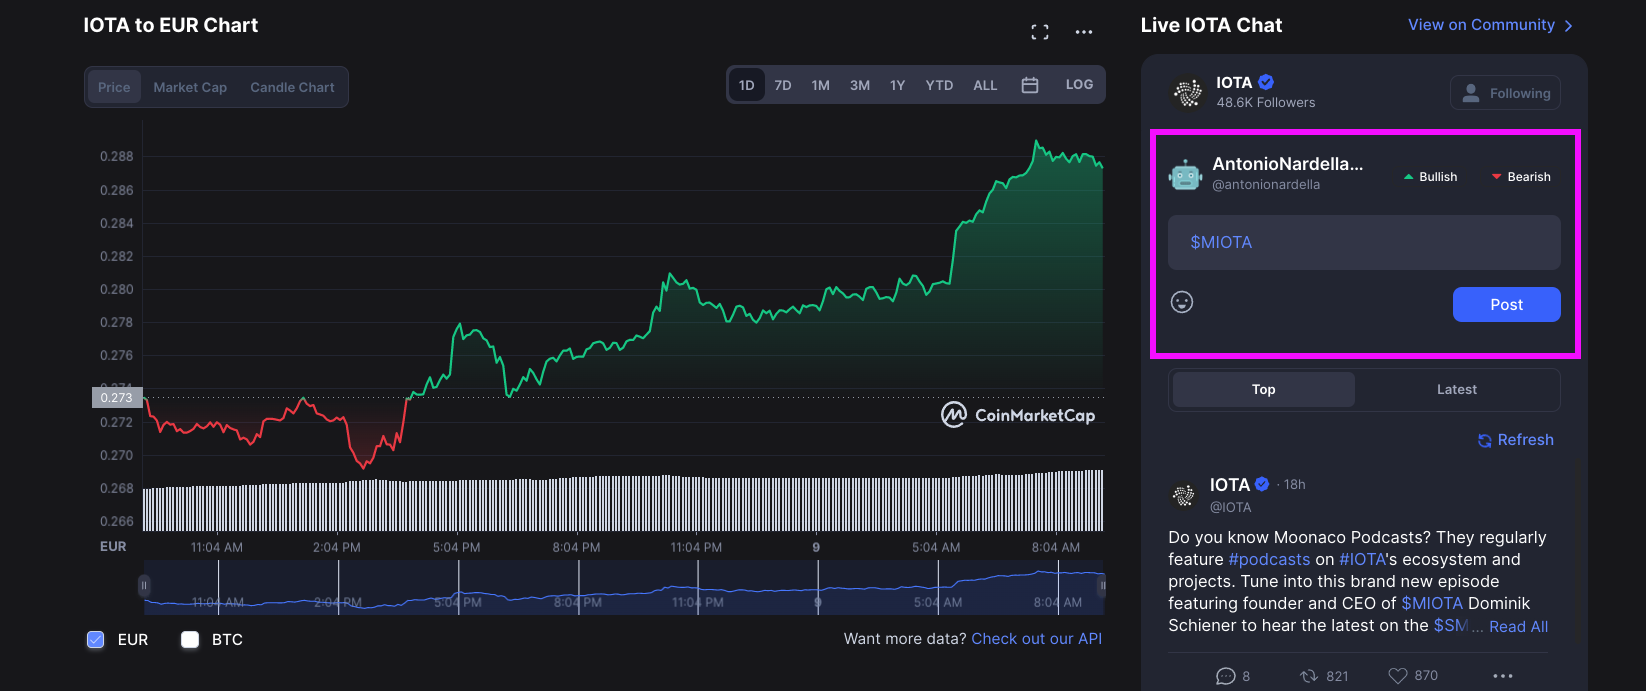 IOTA to EUR Chart
Price Market Cap Candle Chart
1D 7D 1M 3M 1Y YTD ALL LOG
0.288
0.286
0.284
0.282
0.280
0.278
0.276
0.274
0.273
0.272
0.270
0.268
0.266
CoinMarketCap
EUR 11:04 AM 2:04 PM 5:04 PM 8:04 PM 11:04 PM 9 5:04 AM 8:04 AM
11:04 AM 2:04 PM 5:04 PM 8:04 PM 11:04 PM 9 5:04 AM 8:04 AM
EUR BTC
Want more data? Check out our API
Live IOTA Chat
View on Community
IOTA
48.6K Followers
Following
AntonioNardella...
@antonionardella
Bullish Bearish
$MIOTA
Post
Top Latest
Refresh
IOTA · 18h
@IOTA
Do you know Moonaco Podcasts? They regularly
feature #podcasts on #IOTA's ecosystem and
projects. Tune into this brand new episode
featuring founder and CEO of $MIOTA Dominik
Schiener to hear the latest on the $SM... Read All
8 821 870